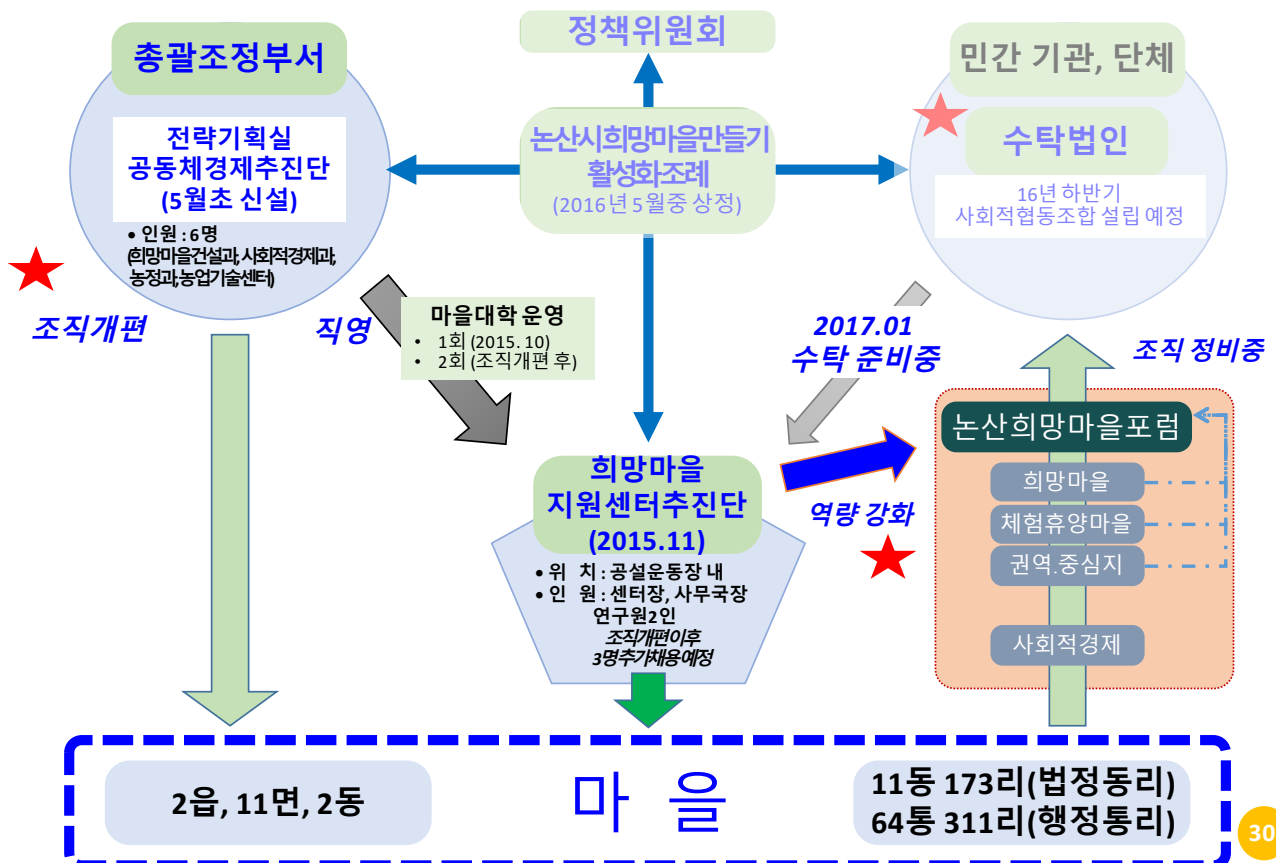 정책위원회
총괄조정부서
민간 기관, 단체
전략기획실
공동체경제추진단
(5월초 신설)
• 인원 : 6명
(희망마을건설과, 사회적경제과,
농정과,농업기술센터)
논산시희망마을만들기
활성화조례
(2016년 5월중 상정)
수탁법인
16년 하반기
사회적협동조합 설립 예정
조직개편
직영
마을대학 운영
• 1회 (2015. 10)
• 2회 (조직개편 후)
2017.01
수탁 준비중
조직 정비중
논산희망마을포럼
희망마을
체험휴양마을
권역.중심지
사회적경제
희망마을
지원센터추진단
(2015.11)
• 위 치 : 공설운동장 내
• 인 원 : 센터장, 사무국장
연구원2인
조직개편이후
3명추가채용예정
역량 강화
2읍, 11면, 2동
마 을
11동 173리(법정동리)
64통 311리(행정통리)
30